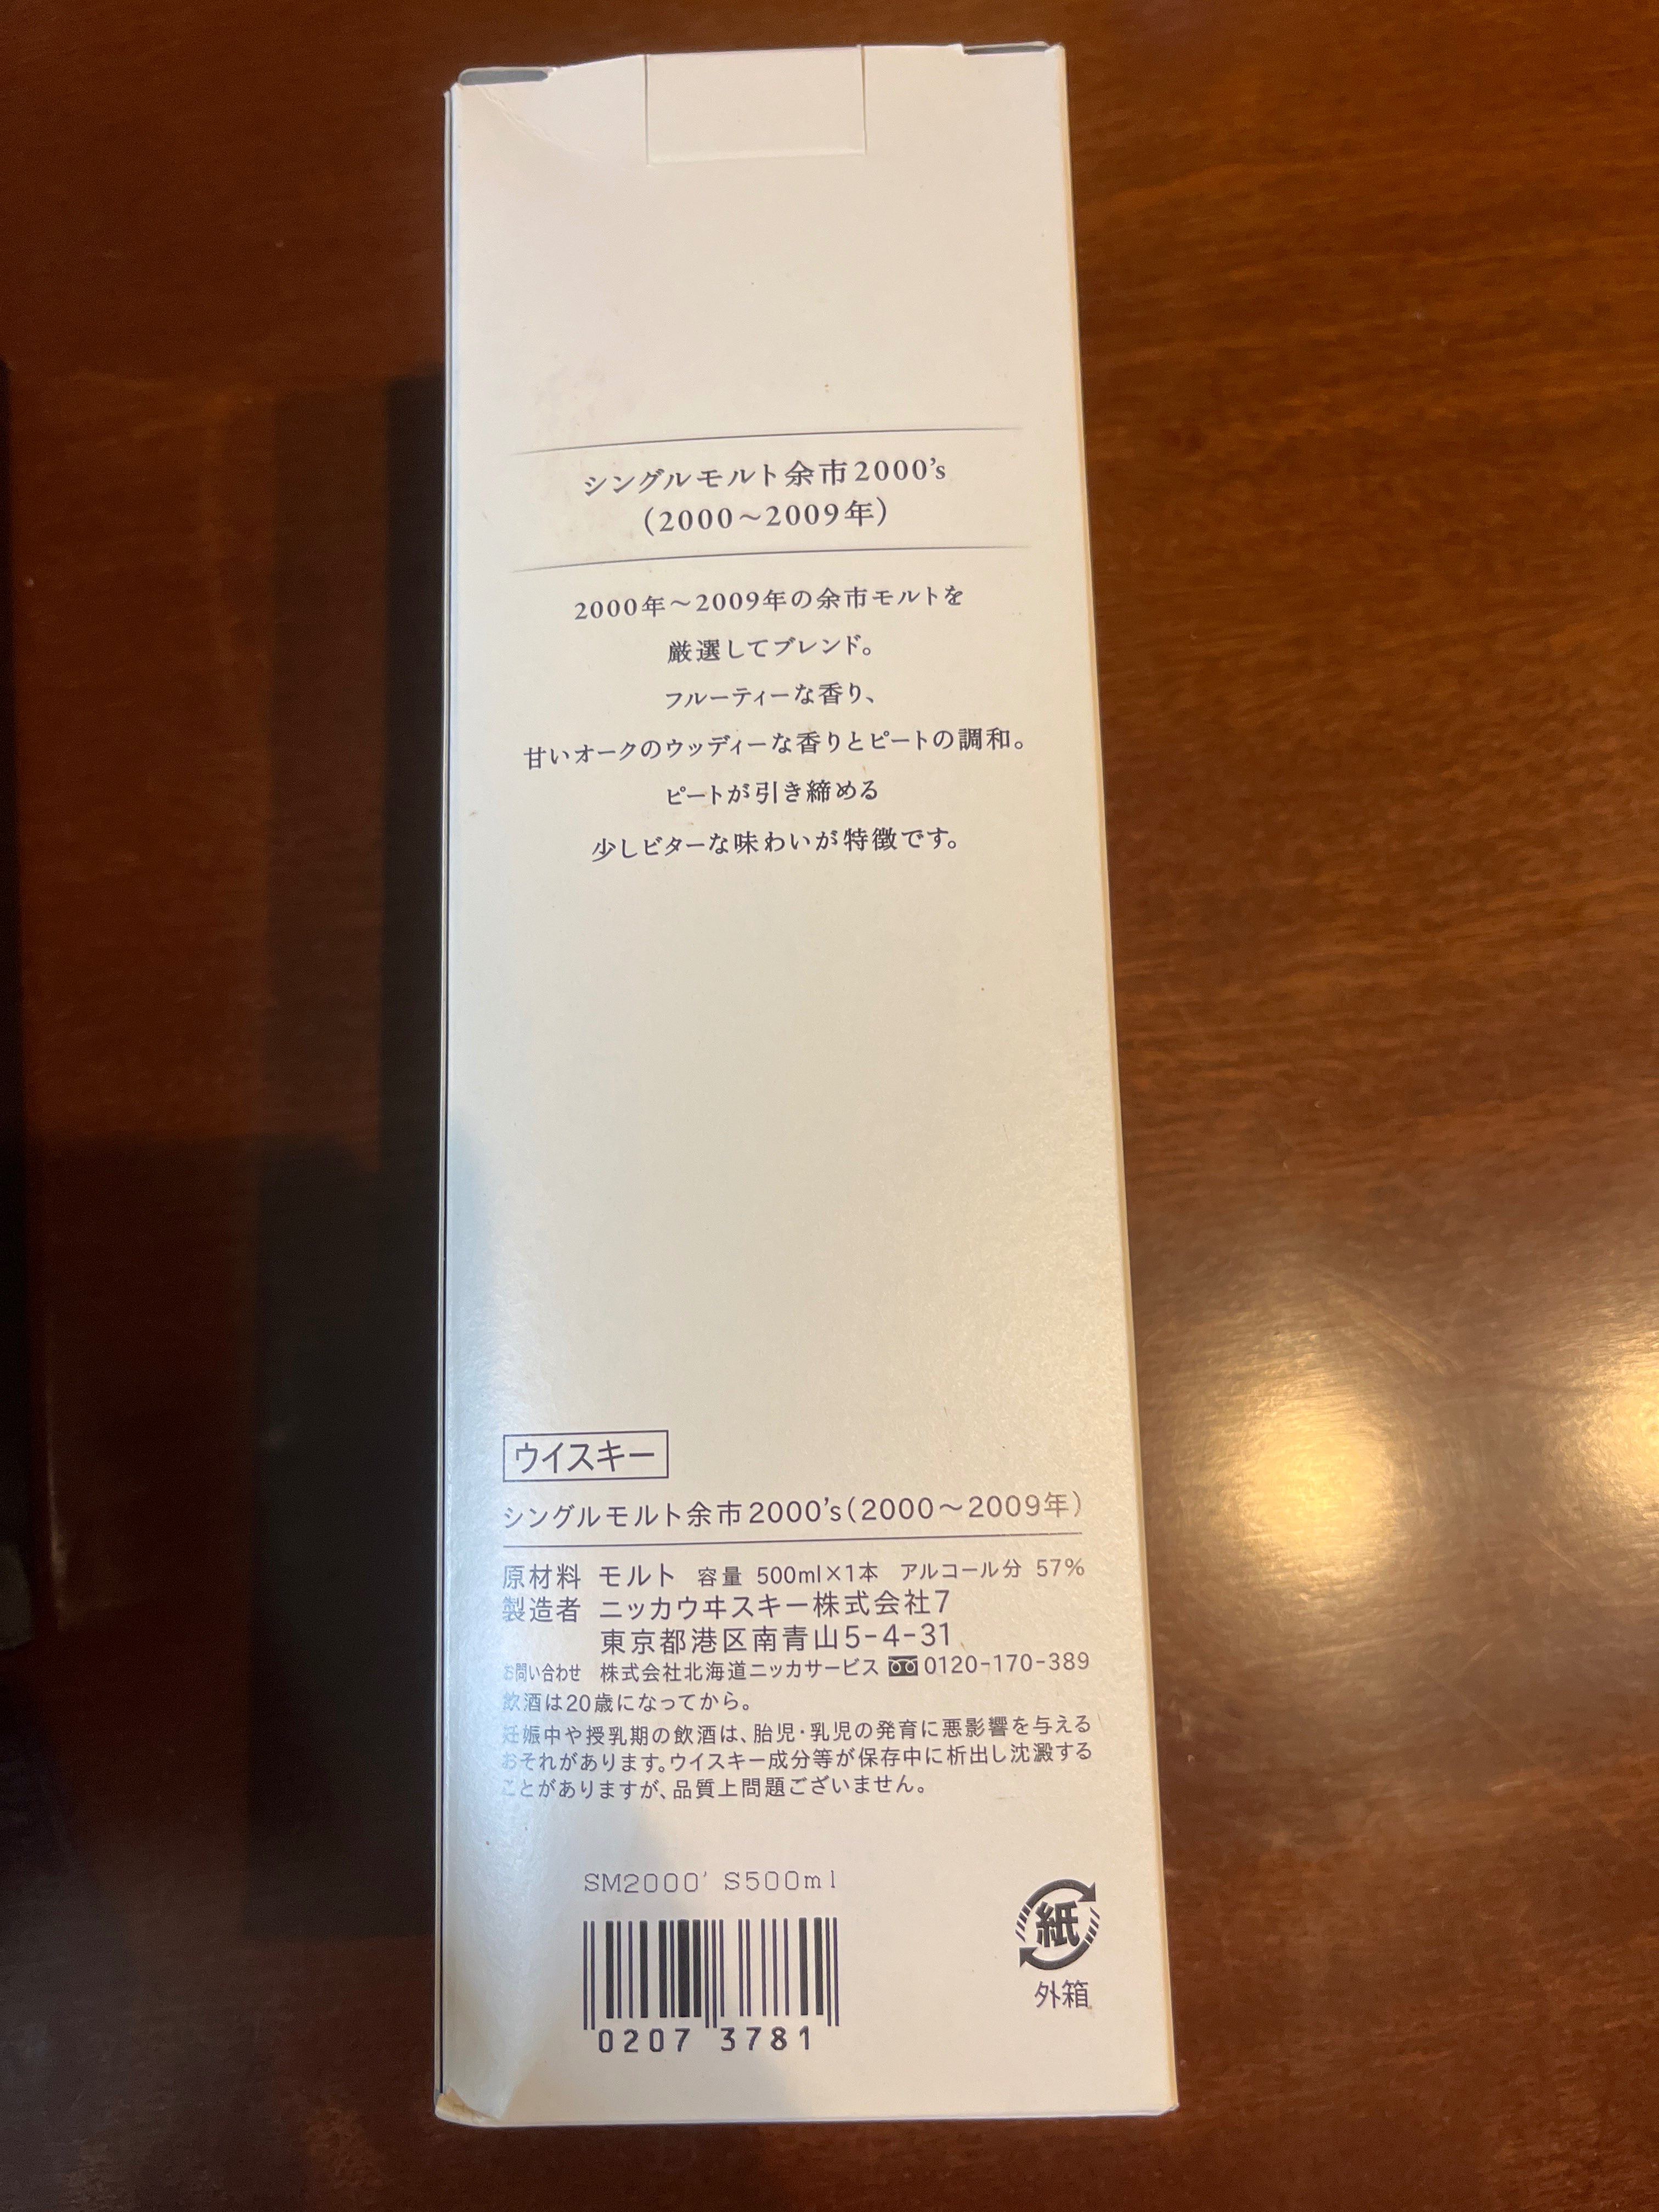 シングルモルト余市2000's
（2000～2009年）
2000年～2009年の余市モルトを
厳選してブレンド。
フルーティーな香り、
甘いオークのウッディーな香りとピートの調和。
ピートが引き締める
少しビターな味わいが特徴です。
ウイスキー
シングルモルト余市2000's（2000～2009年）
原材料 モルト 容量 500ml×1本 アルコール分 57%
製造者 ニッカウヰスキー株式会社7
東京都港区南青山5-4-31
お問い合わせ 株式会社北海道ニッカサービス 0120-170-389
飲酒は20歳になってから。
妊娠中や授乳期の飲酒は、胎児・乳児の発育に悪影響を与える
おそれがあります。ウイスキー成分等が保存中に析出し沈澱する
ことがありますが、品質上問題ございません。
SM2000' S500ml
0207 3781
紙
外箱